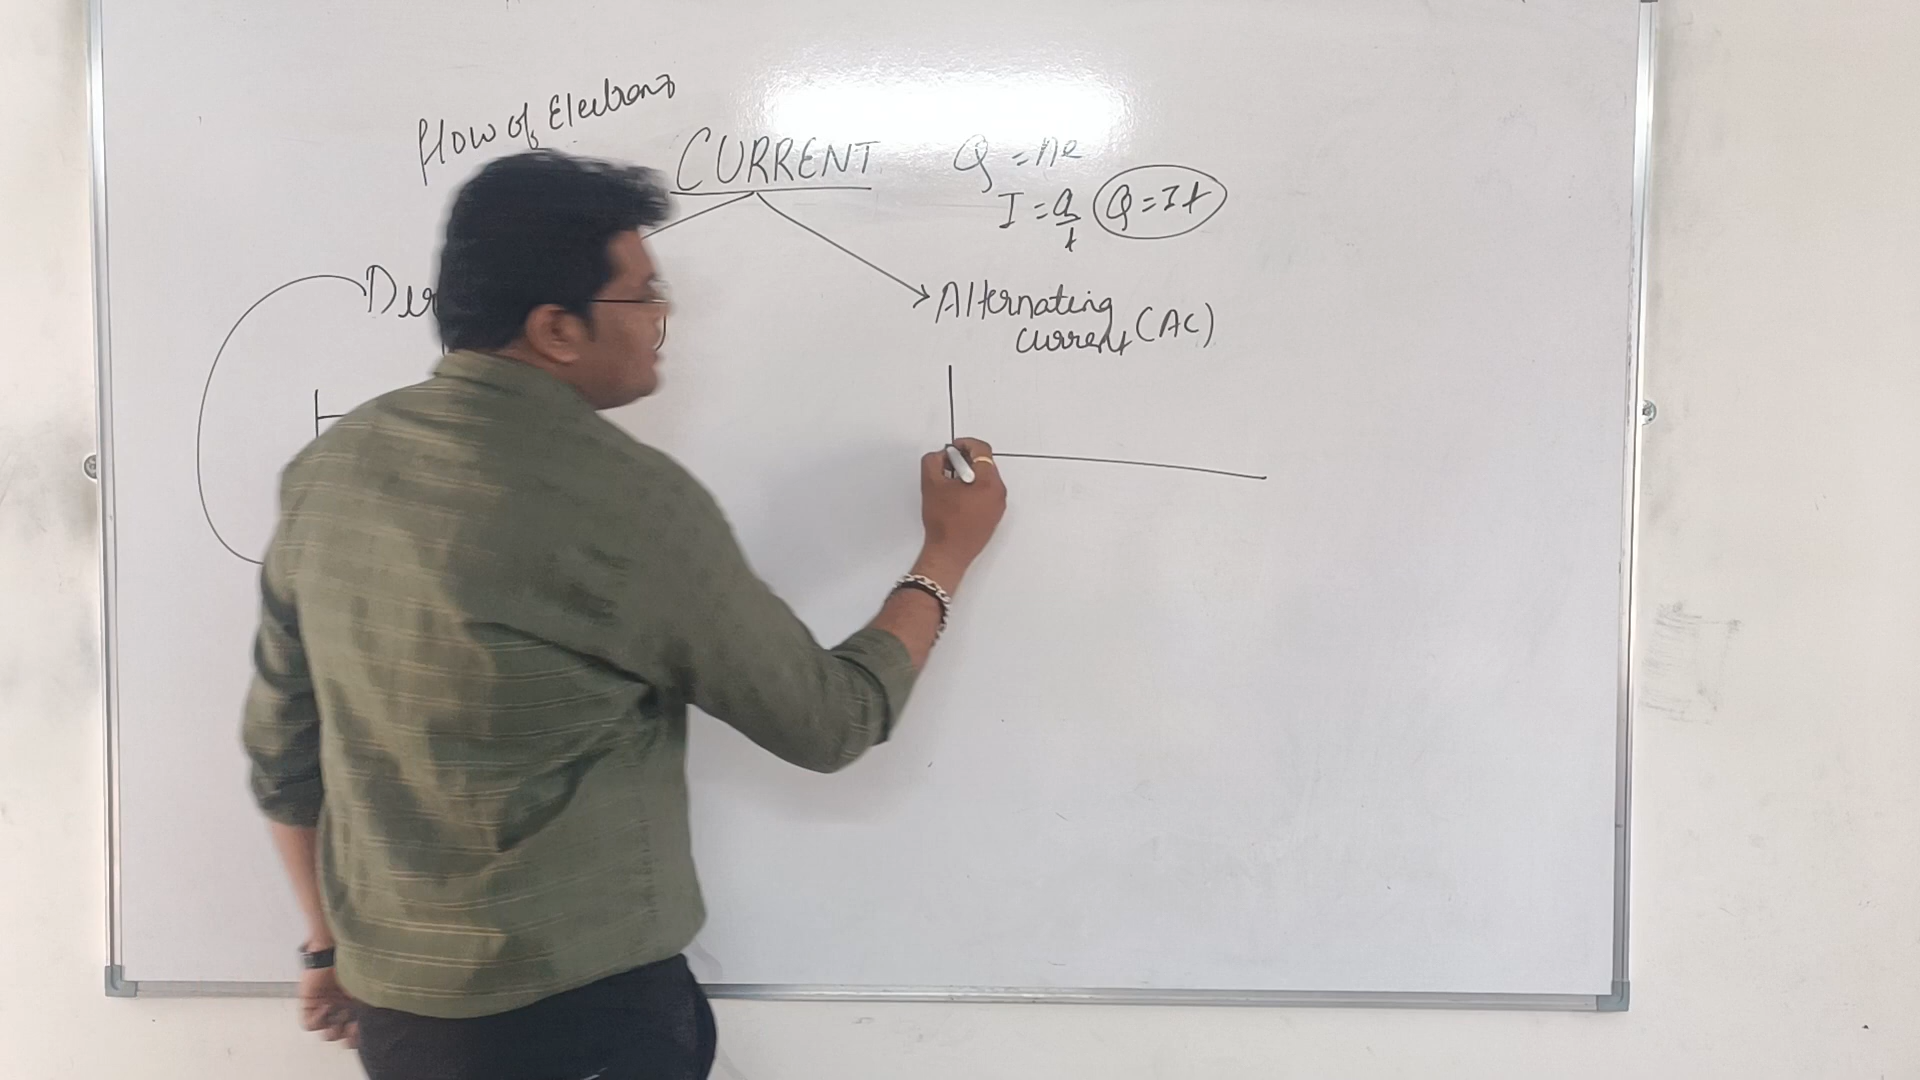 flow of Electrons
CURRENT
Q = ne
I = Q/t
Q = It
Alternating
current (AC)